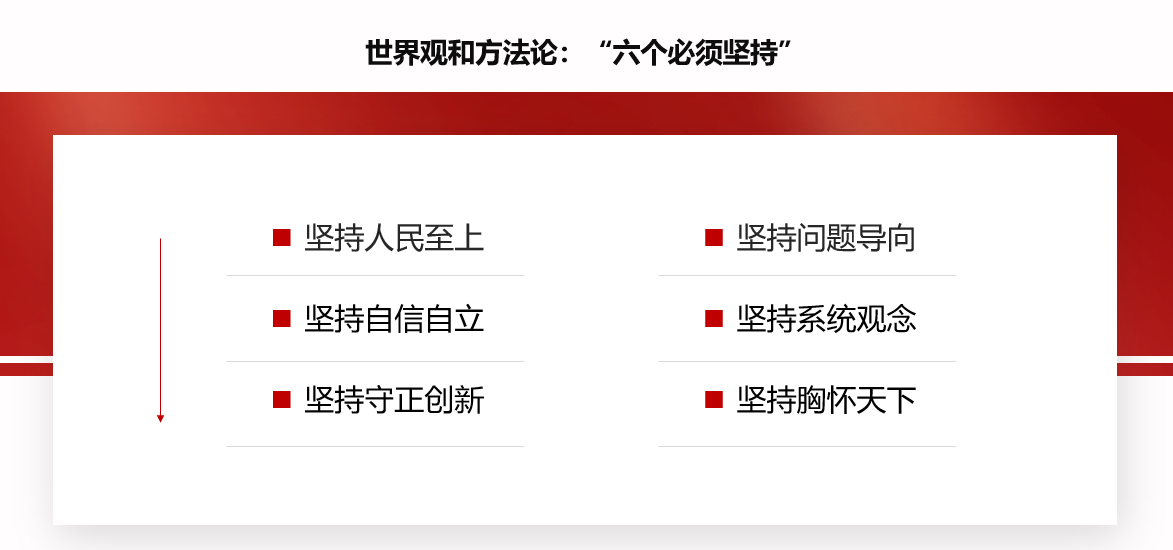 世界观和方法论：“六个必须坚持”
坚持人民至上
坚持自信自立
坚持守正创新
坚持问题导向
坚持系统观念
坚持胸怀天下